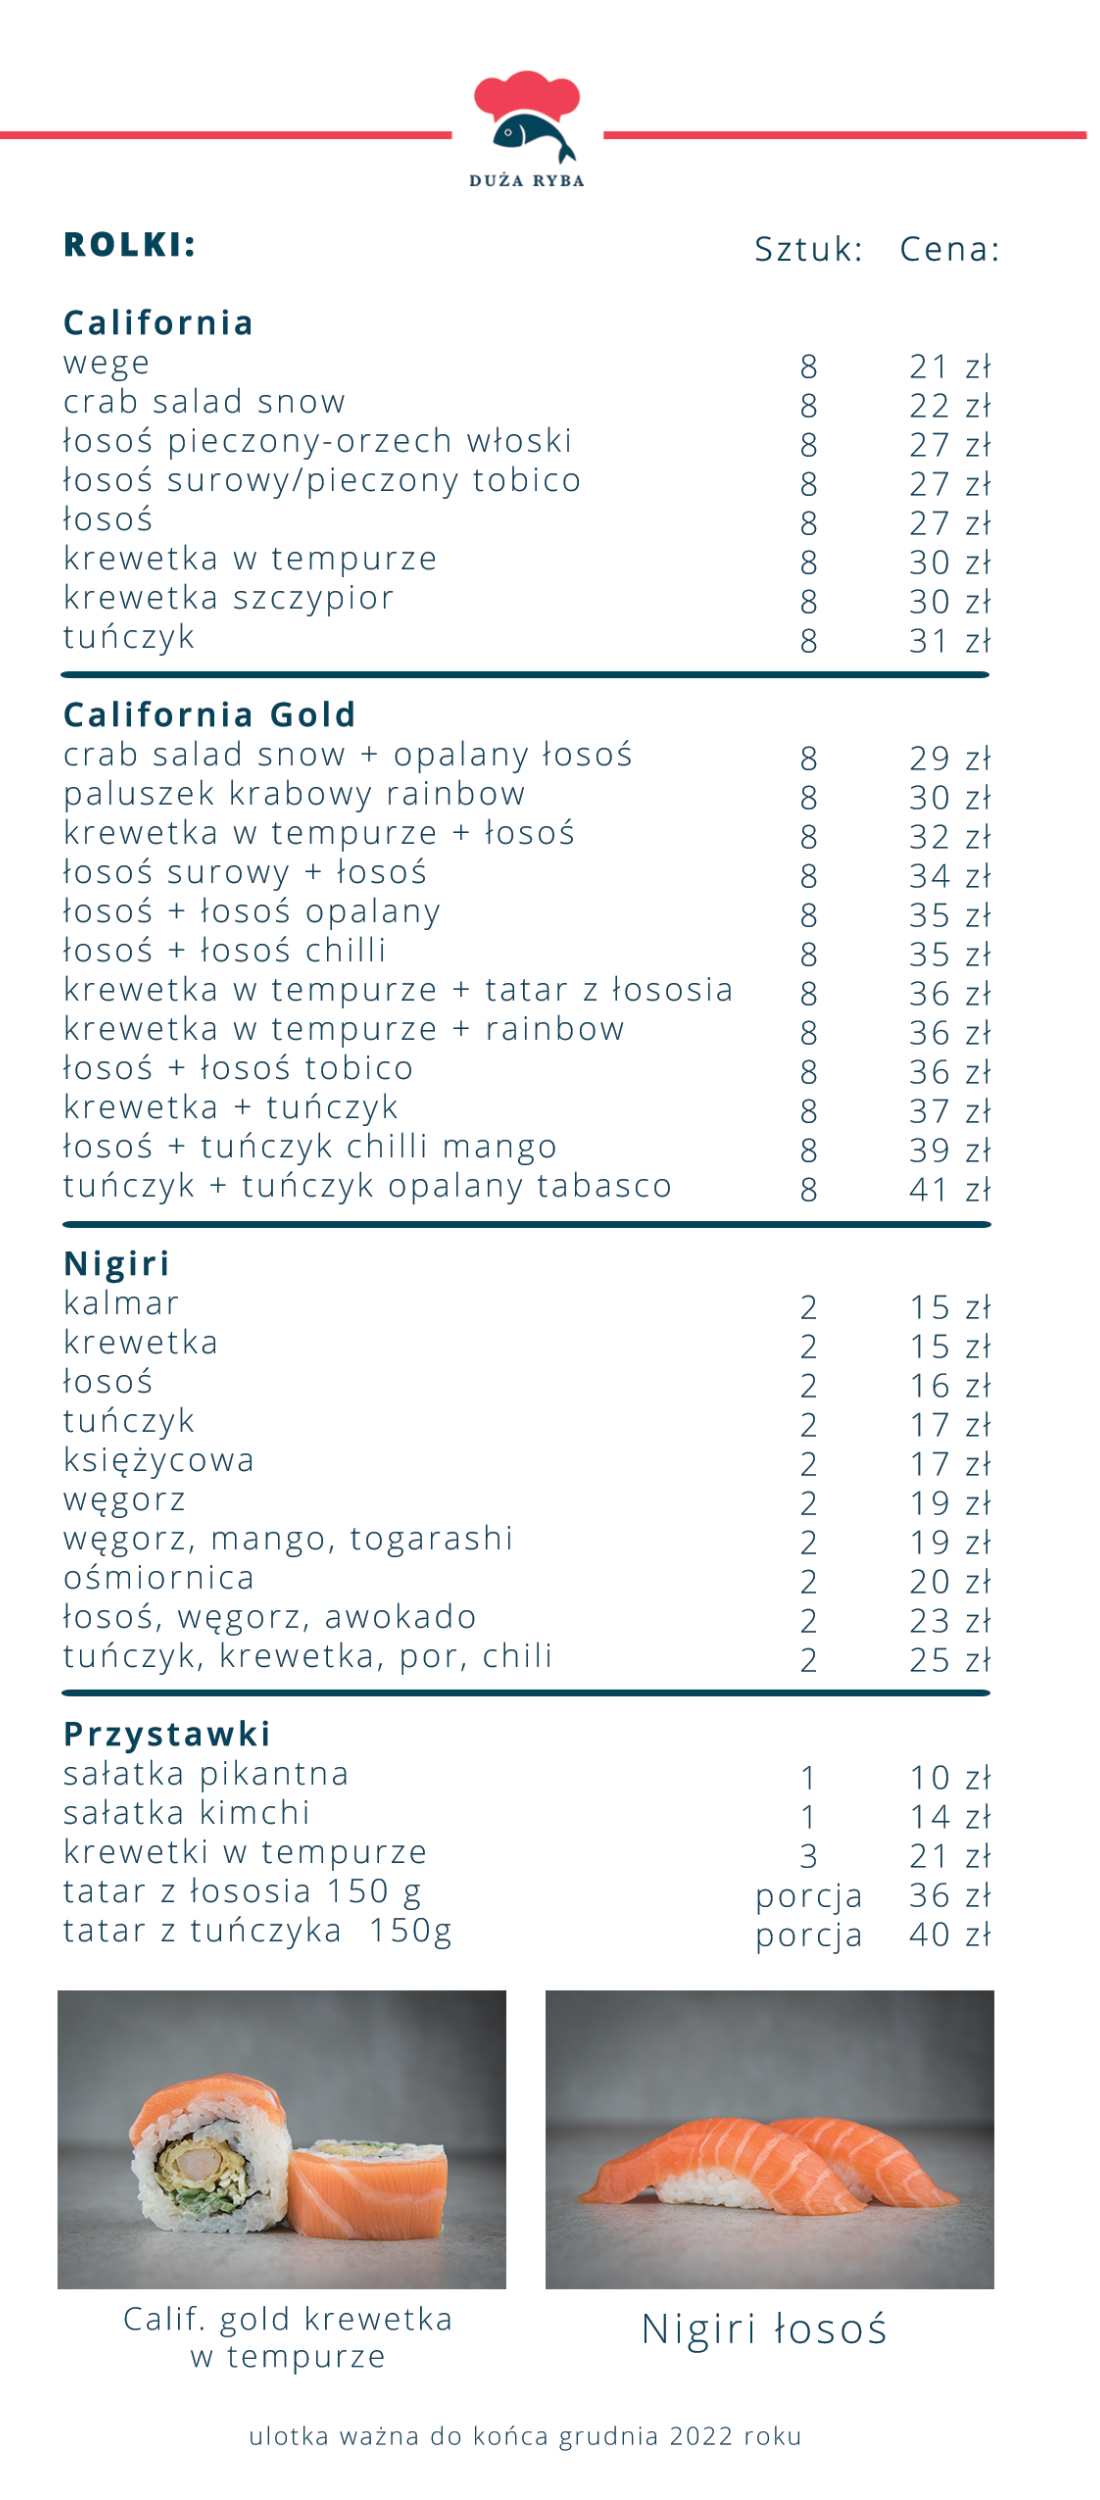 DUŻA RYBA
ROLKI: Sztuk: Cena:
California
wege 8 21 zł
crab salad snow 8 22 zł
łosoś pieczony-orzech włoski 8 27 zł
łosoś surowy/pieczony tobico 8 27 zł
łosoś 8 27 zł
krewetka w tempurze 8 30 zł
krewetka szczypior 8 30 zł
tuńczyk 8 31 zł
California Gold
crab salad snow + opalany łosoś 8 29 zł
paluszek krabowy rainbow 8 30 zł
krewetka w tempurze + łosoś 8 32 zł
łosoś surowy + łosoś 8 34 zł
łosoś + łosoś opalany 8 35 zł
łosoś + łosoś chilli 8 35 zł
krewetka w tempurze + tatar z łososia 8 36 zł
krewetka w tempurze + rainbow 8 36 zł
łosoś + łosoś tobico 8 36 zł
krewetka + tuńczyk 8 37 zł
łosoś + tuńczyk chilli mango 8 39 zł
tuńczyk + tuńczyk opalany tabasco 8 41 zł
Nigiri
kalmar 2 15 zł
krewetka 2 15 zł
łosoś 2 16 zł
tuńczyk 2 17 zł
księżycowa 2 17 zł
węgorz 2 19 zł
węgorz, mango, togarashi 2 19 zł
ośmiornica 2 20 zł
łosoś, węgorz, awokado 2 23 zł
tuńczyk, krewetka, por, chili 2 25 zł
Przystawki
sałatka pikantna 1 10 zł
sałatka kimchi 1 14 zł
krewetki w tempurze 3 21 zł
tatar z łososia 150 g porcja 36 zł
tatar z tuńczyka 150g porcja 40 zł
Calif. gold krewetka
w tempurze
Nigiri łosoś
ulotka ważna do końca grudnia 2022 roku